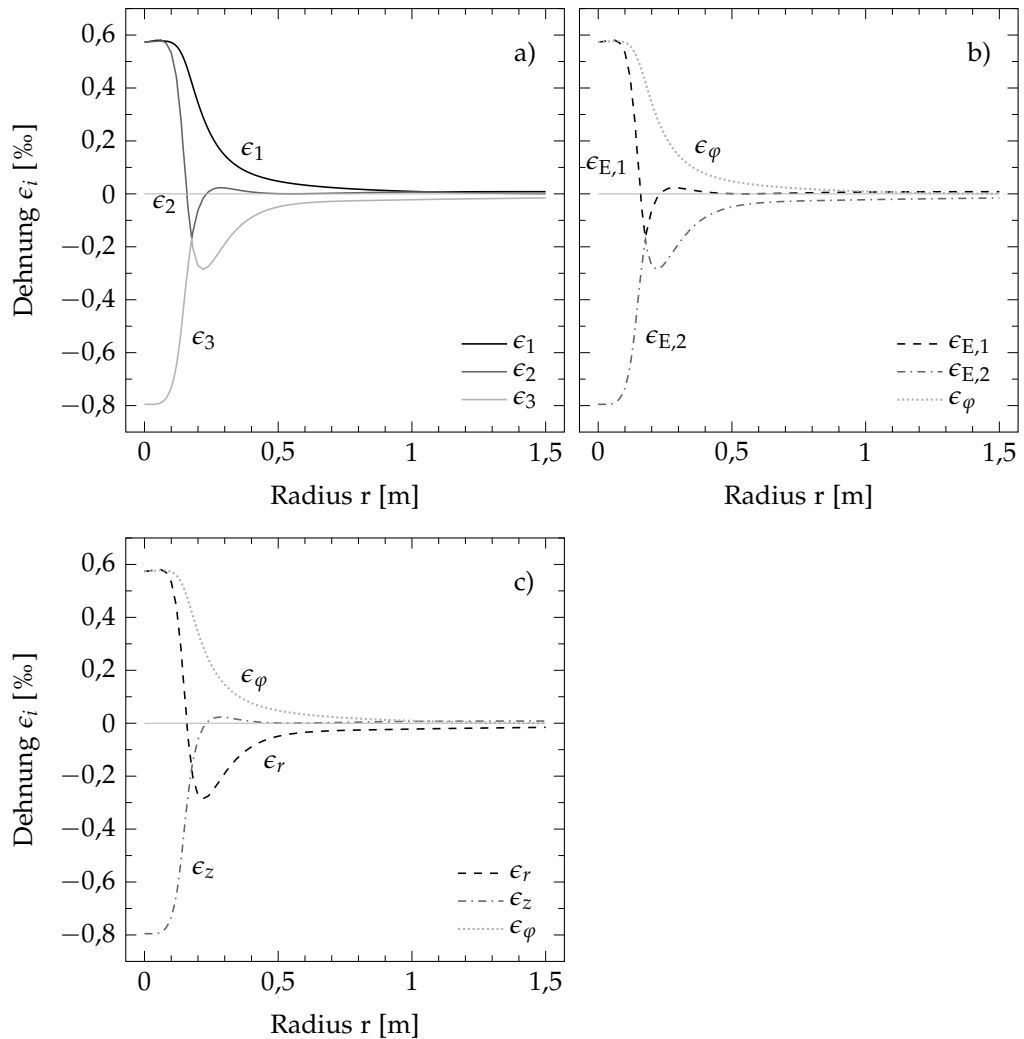 0,6
0,4
0,2
0
−0,2
−0,4
−0,6
−0,8
Dehnung ϵi [‰]
a)
ϵ1
ϵ2
ϵ3
ϵ1
ϵ2
ϵ3
0 0,5 1 1,5
Radius r [m]
b)
ϵE,1
ϵφ
ϵE,2
ϵE,1
ϵE,2
ϵφ
0 0,5 1 1,5
Radius r [m]
0,6
0,4
0,2
0
−0,2
−0,4
−0,6
−0,8
Dehnung ϵi [‰]
c)
ϵφ
ϵr
ϵz
ϵr
ϵz
ϵφ
0 0,5 1 1,5
Radius r [m]